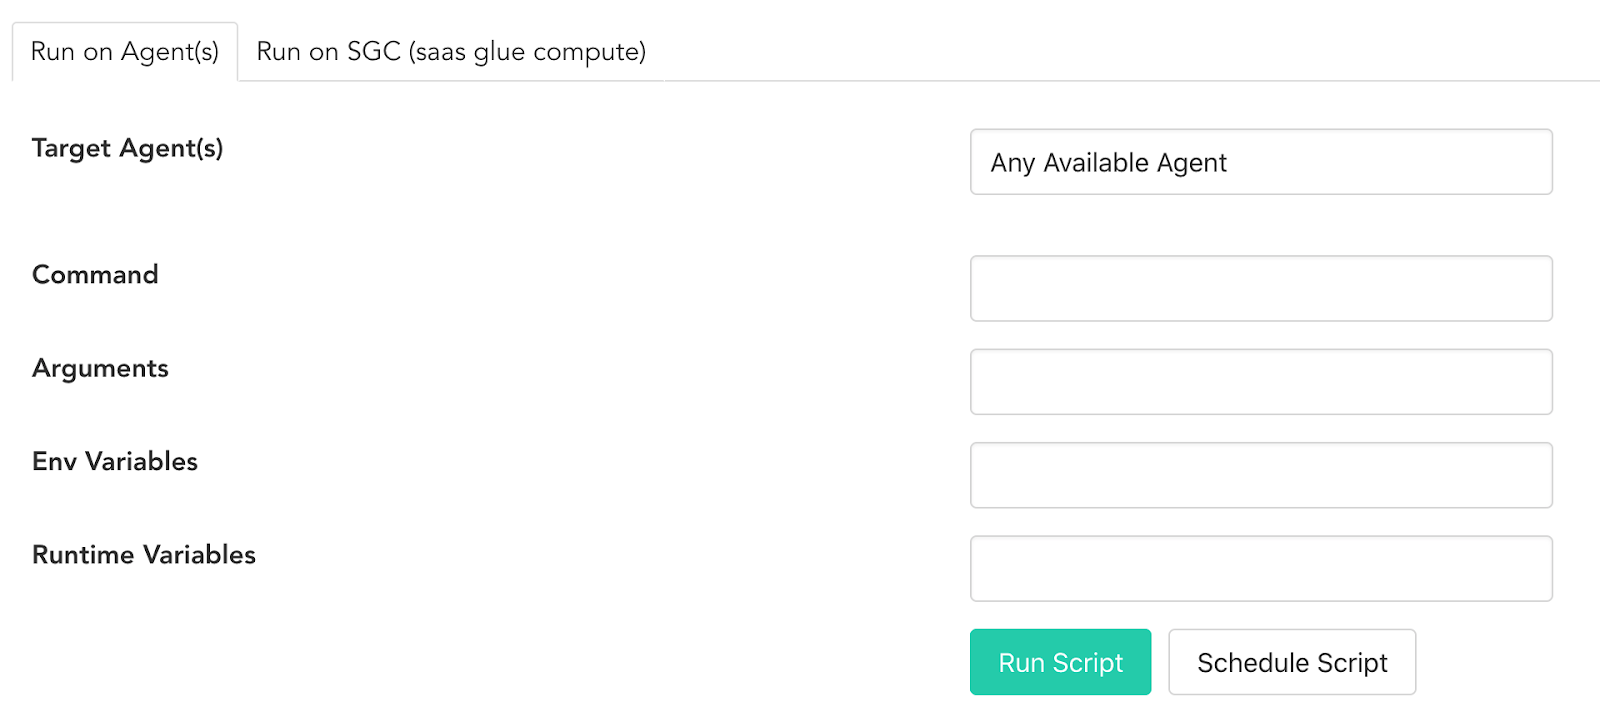 Run on Agent(s) Run on SGC (saas glue compute)
Target Agent(s) Any Available Agent
Command
Arguments
Env Variables
Runtime Variables
Run Script Schedule Script